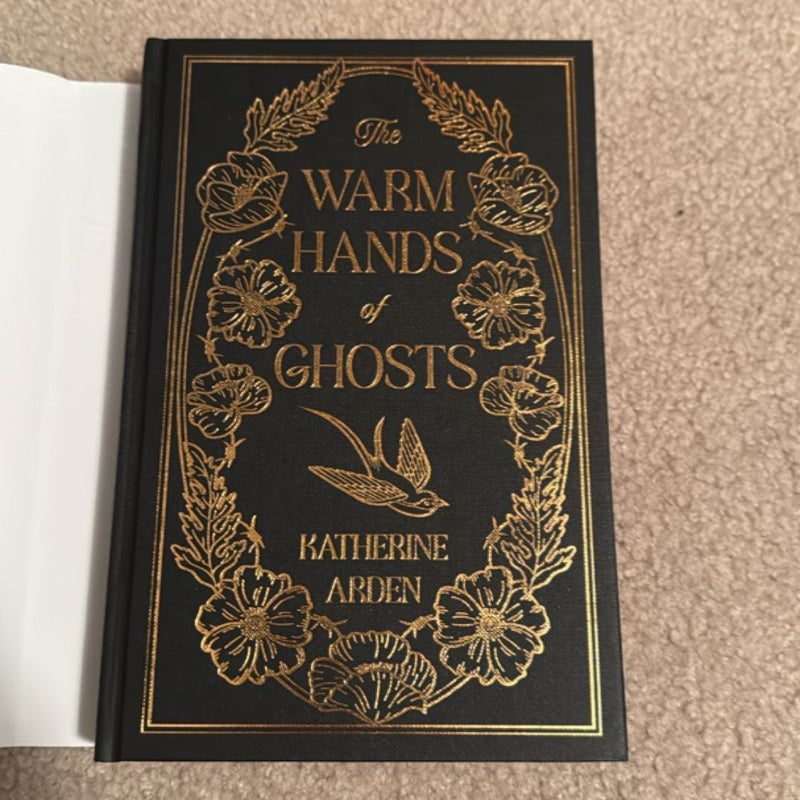 The
WARM
HANDS
of
GHOSTS
KATHERINE
ARDEN